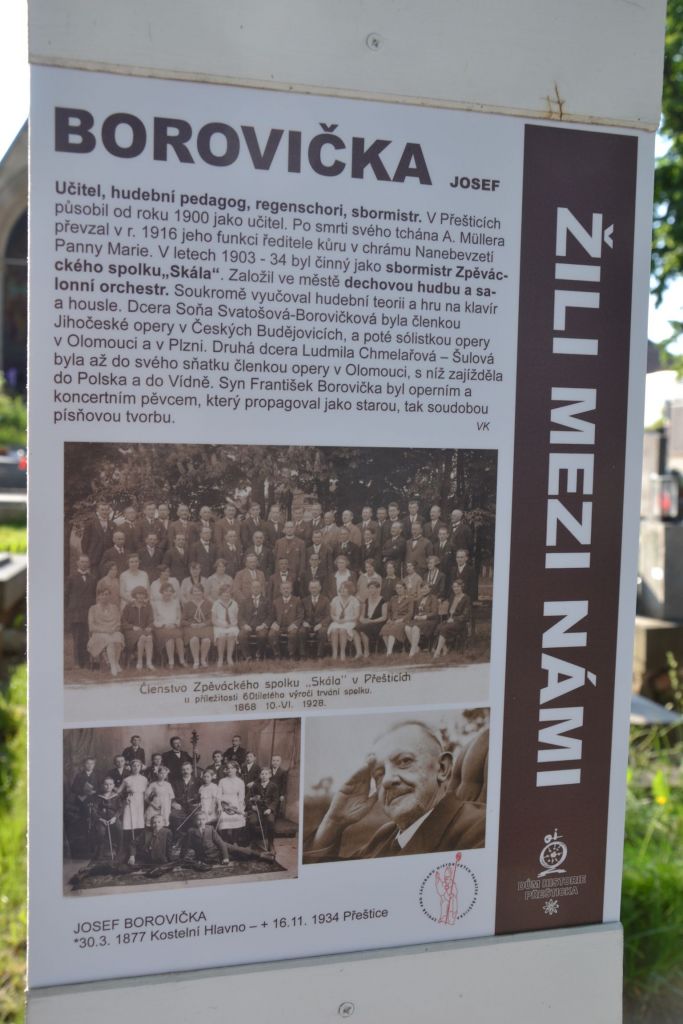 BOROVIČKA JOSEF
Učitel, hudební pedagog, regenschori, sbormistr. V Přešticích
působil od roku 1900 jako učitel. Po smrti svého tchána A. Müllera
převzal v r. 1916 jeho funkci ředitele kůru v chrámu Nanebevzetí
Panny Marie. V letech 1903 - 34 byl činný jako sbormistr Zpěvác-
ckého spolku„Skála“. Založil ve městě dechovou hudbu a sa-
lonní orchestr. Soukromě vyučoval hudební teorii a hru na klavír
a housle. Dcera Soňa Svatošová-Borovičková byla členkou
Jihočeské opery v Českých Budějovicích, a poté sólistkou opery
v Olomouci a v Plzni. Druhá dcera Ludmila Chmelařová – Šulová
byla až do svého sňatku členkou opery v Olomouci, s níž zajížděla
do Polska a do Vídně. Syn František Borovička byl operním a
koncertním pěvcem, který propagoval jako starou, tak soudobou
písňovou tvorbu.
VK
Členstvo Zpěváckého spolku „Skála“ v Přešticích
u příležitosti 60tiletého výročí trvání spolku.
1868 10.-VI. 1928.
JOSEF BOROVIČKA
*30.3. 1877 Kostelní Hlavno – + 16.11. 1934 Přeštice
ŽILI MEZI NÁMI
DŮM HISTORIE
PŘEŠTICKA